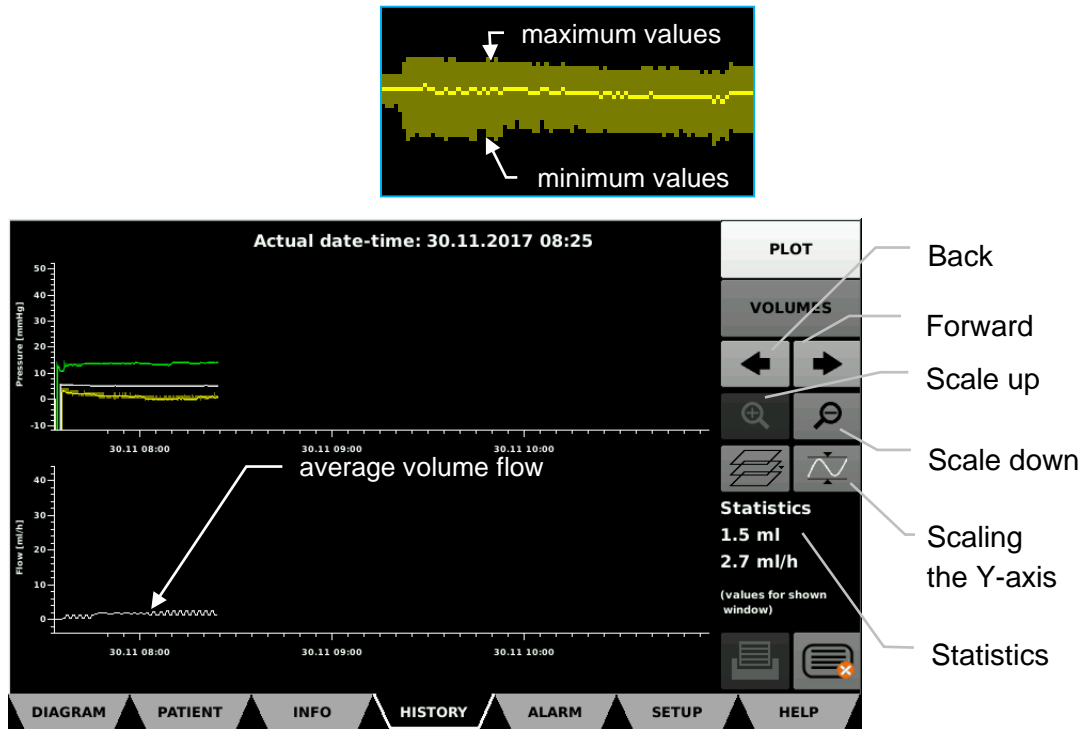 maximum values
minimum values
Actual date-time: 30.11.2017 08:25
PLOT
Back
VOLUMES
Forward
Scale up
Scale down
Pressure [mmHg]
50
40
30
20
10
0
-10
30.11 08:00
30.11 09:00
30.11 10:00
average volume flow
Flow [ml/h]
40
30
20
10
0
30.11 08:00
30.11 09:00
30.11 10:00
Statistics
1.5 ml
2.7 ml/h
(values for shown
window)
Scaling
the Y-axis
Statistics
DIAGRAM
PATIENT
INFO
HISTORY
ALARM
SETUP
HELP